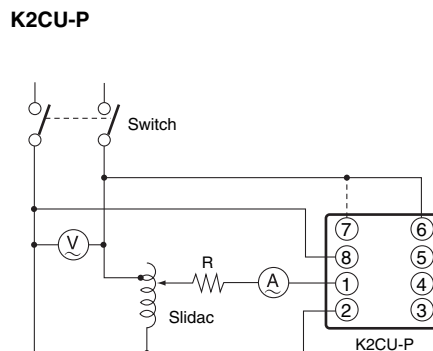 K2CU-P
Switch
7 6
V
8 5
R
A
1 4
Slidac
2 3
K2CU-P